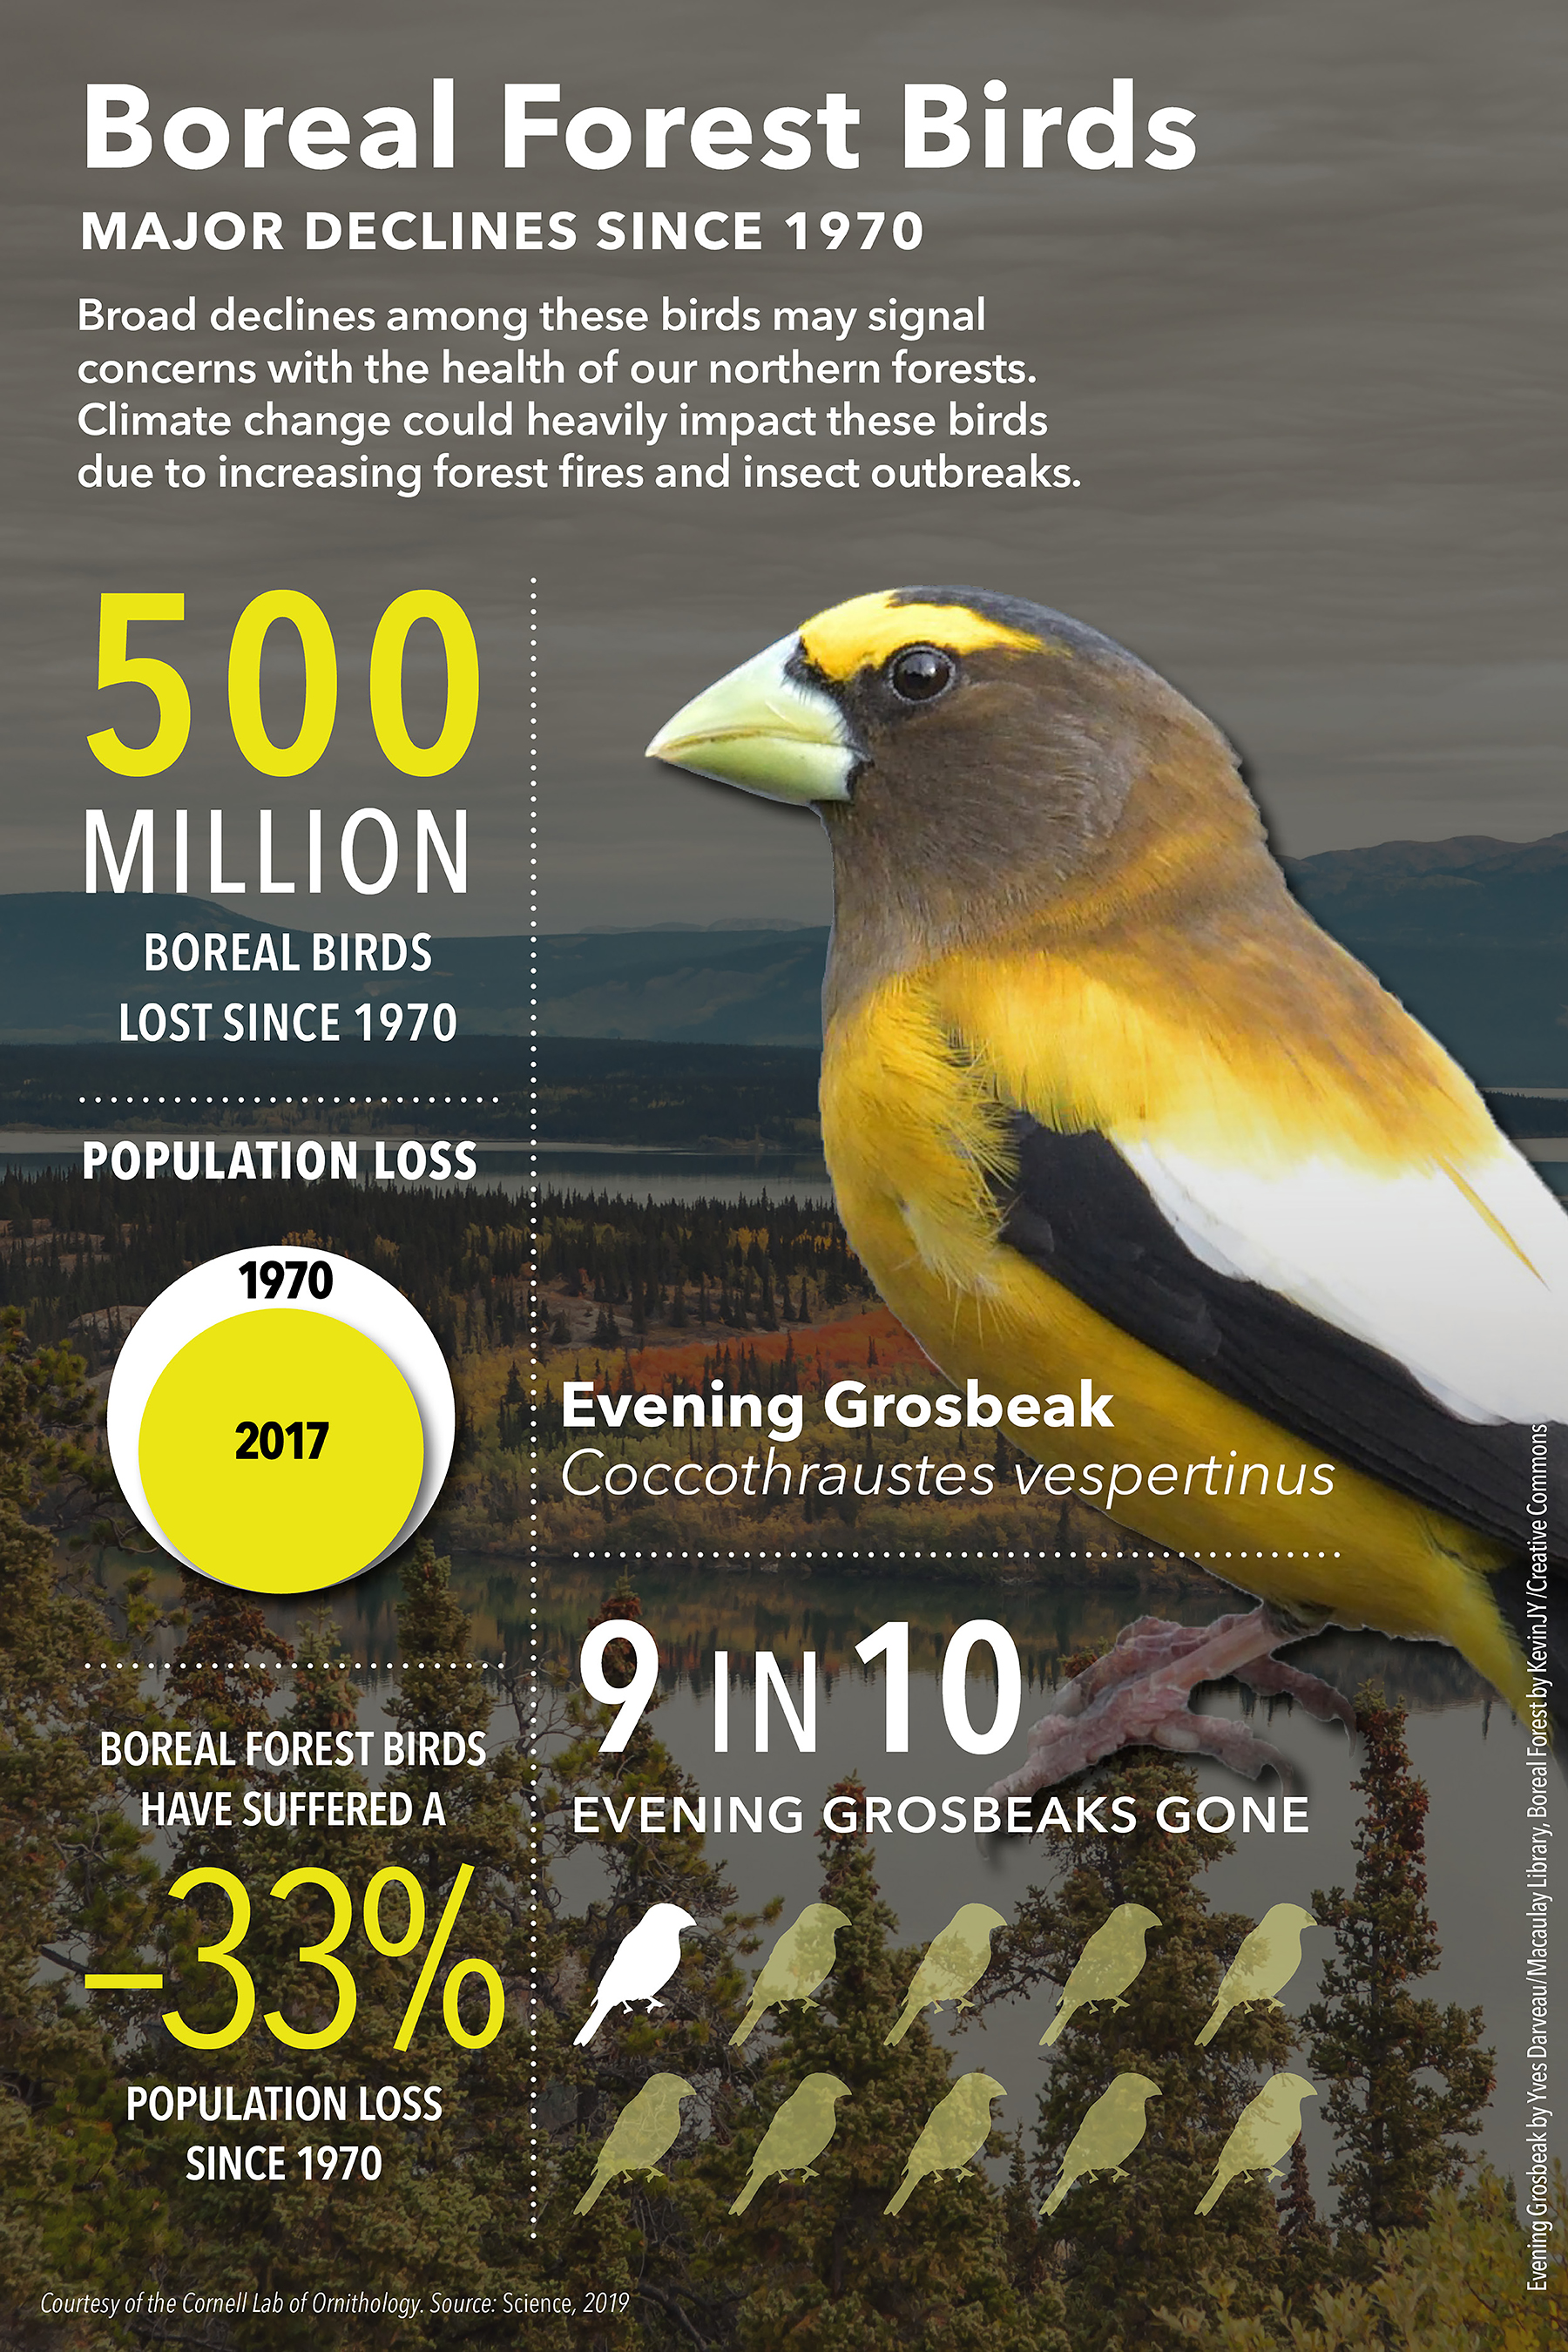 Boreal Forest Birds
MAJOR DECLINES SINCE 1970
Broad declines among these birds may signal
concerns with the health of our northern forests.
Climate change could heavily impact these birds
due to increasing forest fires and insect outbreaks.
500
MILLION
BOREAL BIRDS
LOST SINCE 1970
POPULATION LOSS
1970
2017
BOREAL FOREST BIRDS
HAVE SUFFERED A
–33%
POPULATION LOSS
SINCE 1970
Evening Grosbeak
Coccothraustes vespertinus
9 IN 10
EVENING GROSBEAKS GONE
Evening Grosbeak by Yves Darveau/Macaulay Library, Boreal Forest by KevinJY /Creative Commons
Courtesy of the Cornell Lab of Ornithology. Source: Science, 2019